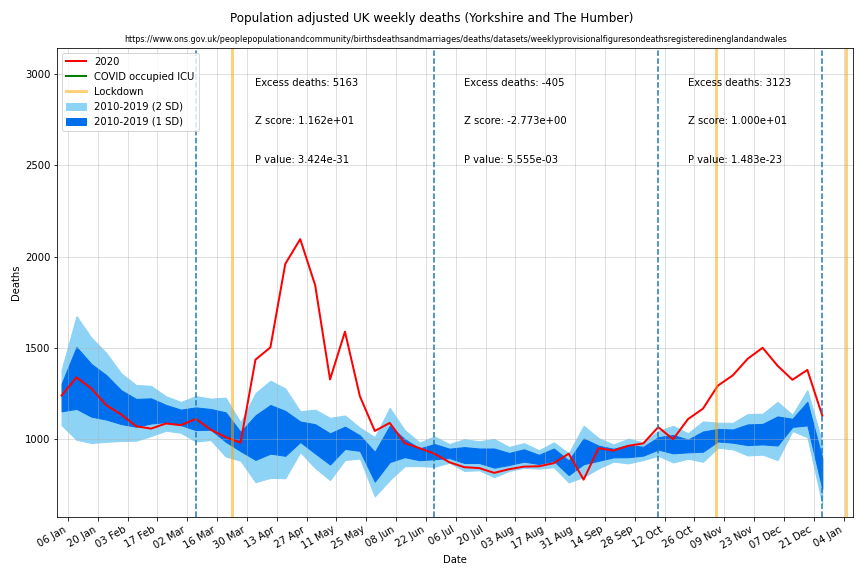 Population adjusted UK weekly deaths (Yorkshire and The Humber)
https://www.ons.gov.uk/peoplepopulationandcommunity/birthsdeathsandmarriages/deaths/datasets/weeklyprovisionalfiguresondeathsregisteredinenglandandwales
2020
COVID occupied ICU
Lockdown
2010-2019 (2 SD)
2010-2019 (1 SD)
Excess deaths: 5163
Z score: 1.162e+01
P value: 3.424e-31
Excess deaths: -405
Z score: -2.773e+00
P value: 5.555e-03
Excess deaths: 3123
Z score: 1.000e+01
P value: 1.483e-23
3000
2500
2000
1500
1000
Deaths
06 Jan
20 Jan
03 Feb
17 Feb
02 Mar
16 Mar
30 Mar
13 Apr
27 Apr
11 May
25 May
08 Jun
22 Jun
06 Jul
20 Jul
03 Aug
17 Aug
31 Aug
14 Sep
28 Sep
12 Oct
26 Oct
09 Nov
23 Nov
07 Dec
21 Dec
04 Jan
Date